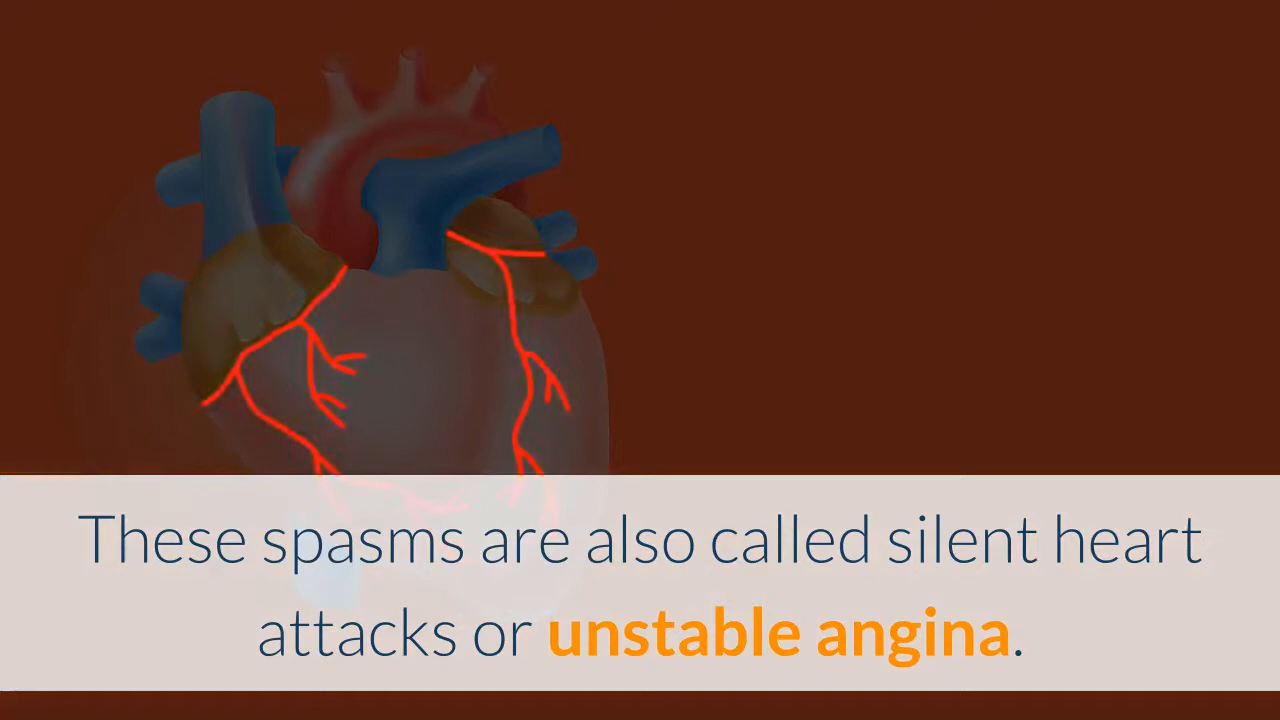 These spasms are also called silent heart
attacks or unstable angina.